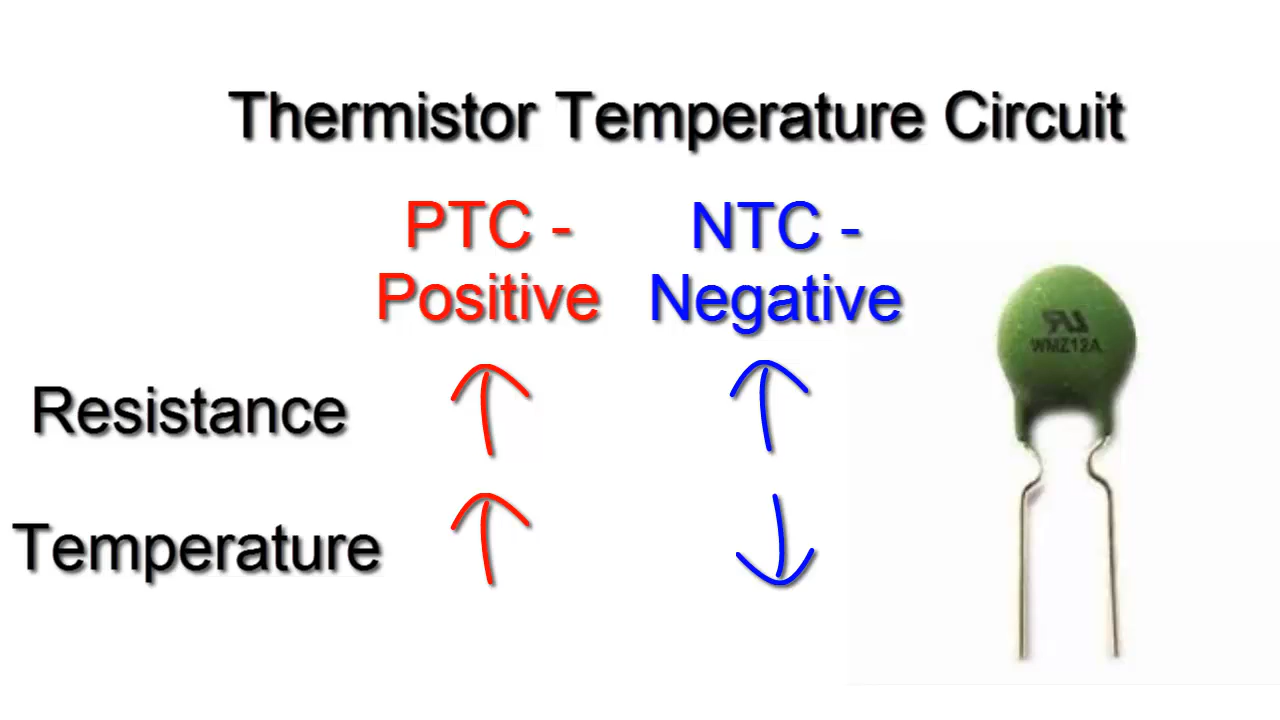 Thermistor Temperature Circuit
PTC -
Positive
NTC -
Negative
Resistance
Temperature
WMZ12A